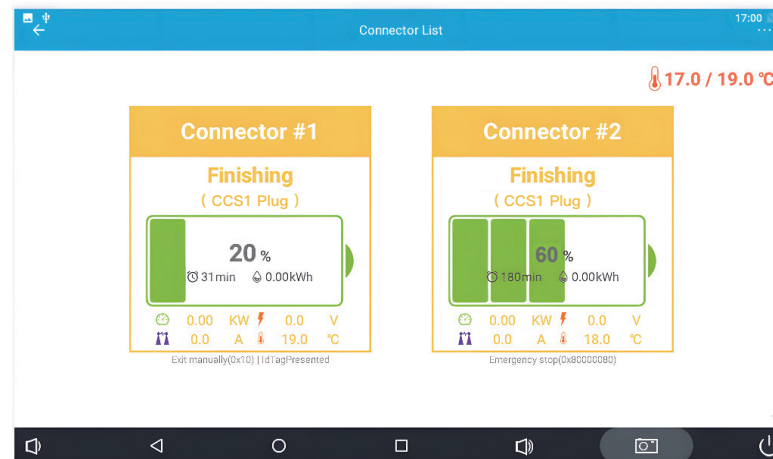 17:00
Connector List
17.0 / 19.0 ℃
Connector #1
Finishing
( CCS1 Plug )
20 %
31min 0.00kWh
0.00 KW 0.0 V
0.0 A 19.0 ℃
Exit manually(0x10) | IdTagPresented
Connector #2
Finishing
( CCS1 Plug )
60 %
180min 0.00kWh
0.00 KW 0.0 V
0.0 A 18.0 ℃
Emergency stop(0x80000080)